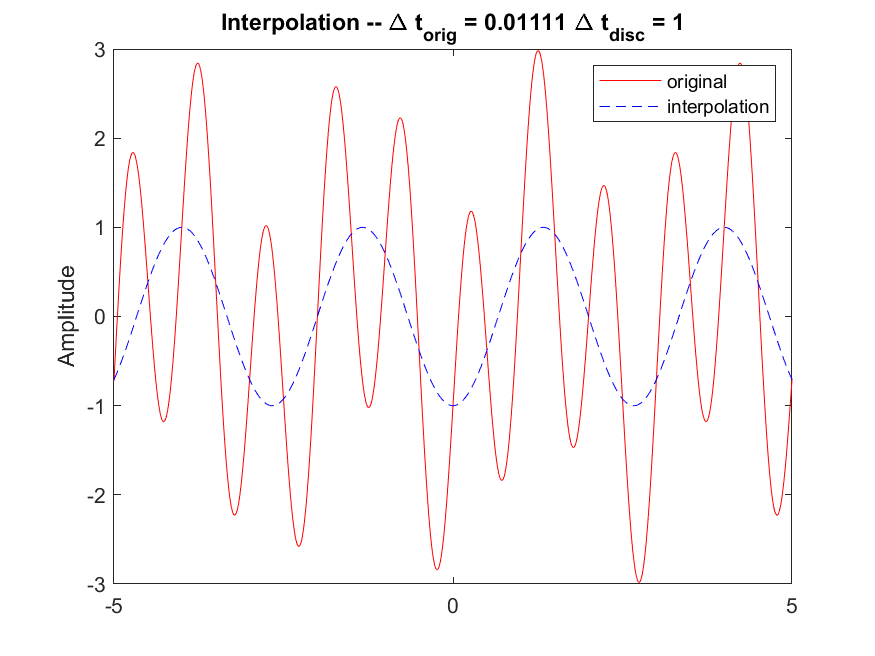 Interpolation -- Δ t_orig = 0.01111 Δ t_disc = 1
3
original
interpolation
2
1
0
Amplitude
-1
-2
-3
-5 0 5